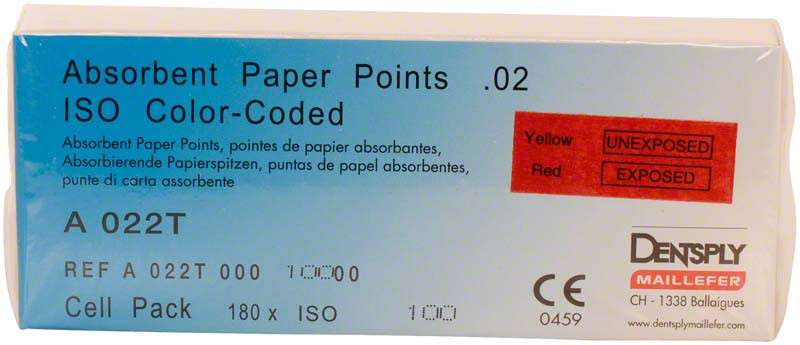 Absorbent Paper Points .02
ISO Color-Coded
Absorbent Paper Points, pointes de papier absorbantes,
Absorbierende Papierspitzen, puntas de papel absorbentes,
punte di carta assorbente
Yellow UNEXPOSED
Red EXPOSED
A 022T
REF A 022T 000 10000
Cell Pack 180 x ISO 100
CE
0459
DENTSPLY
MAILLEFER
CH - 1338 Ballaigues
www.dentsplymaillefer.com